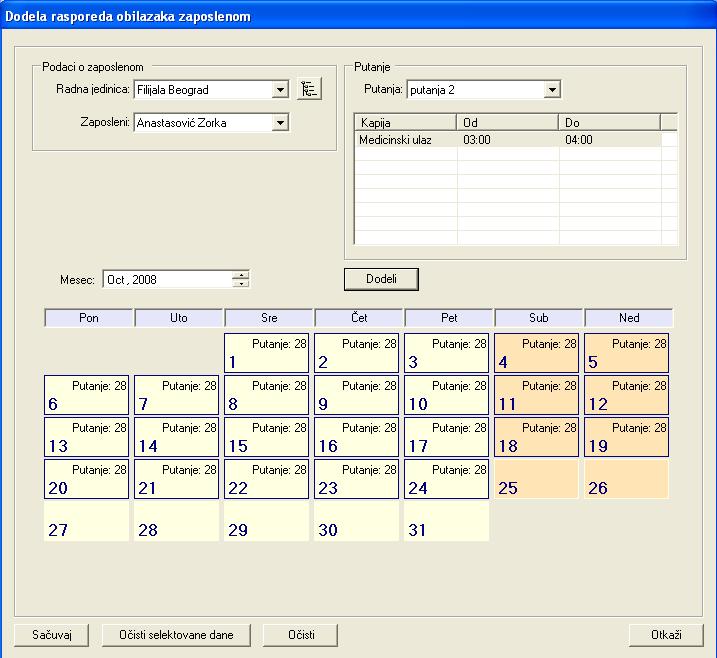 Dodela rasporeda obilazaka zaposlenom
Podaci o zaposlenom
Radna jedinica: Filijala Beograd
Zaposleni: Anastasović Zorka
Putanje
Putanja: putanja 2
Kapija Od Do
Medicinski ulaz 03:00 04:00
Mesec: Oct , 2008
Dodeli
Pon Uto Sre Čet Pet Sub Ned
Putanje: 28 Putanje: 28 Putanje: 28 Putanje: 28 Putanje: 28
1 2 3 4 5
Putanje: 28 Putanje: 28 Putanje: 28 Putanje: 28 Putanje: 28 Putanje: 28 Putanje: 28
6 7 8 9 10 11 12
Putanje: 28 Putanje: 28 Putanje: 28 Putanje: 28 Putanje: 28 Putanje: 28 Putanje: 28
13 14 15 16 17 18 19
Putanje: 28 Putanje: 28 Putanje: 28 Putanje: 28 Putanje: 28
20 21 22 23 24 25 26
27 28 29 30 31
Sačuvaj Očisti selektovane dane Očisti Otkaži